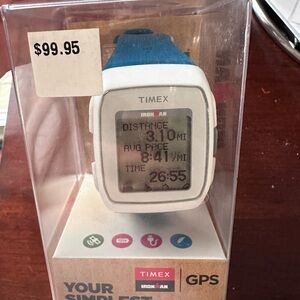 $99.95
TIMEX
IRONMAN
DISTANCE
3.10MI
AVG PACE
8:41/MI
TIME
26:55
TIMEX
IRONMAN
GPS
YOUR
SIMPLEST